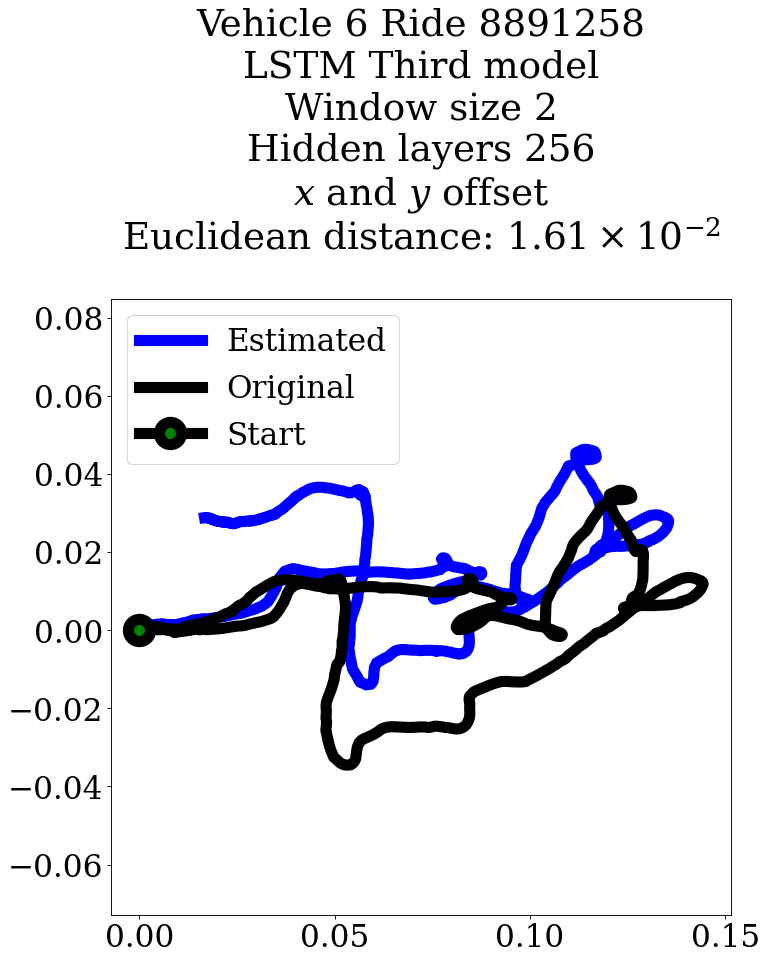 Vehicle 6 Ride 8891258
LSTM Third model
Window size 2
Hidden layers 256
x and y offset
Euclidean distance: 1.61 × 10⁻²
Estimated
Original
Start
0.08
0.06
0.04
0.02
0.00
−0.02
−0.04
−0.06
0.00 0.05 0.10 0.15